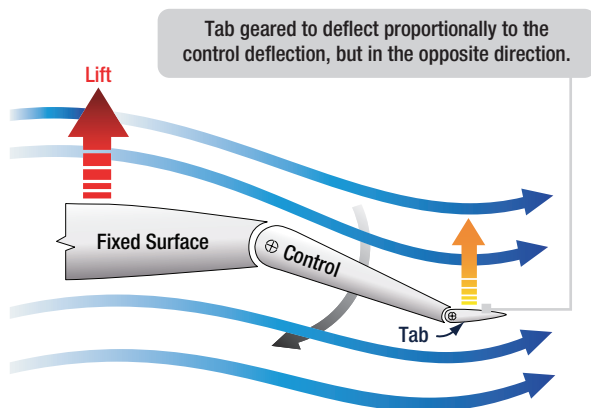 Tab geared to deflect proportionally to the
control deflection, but in the opposite direction.
Lift
Fixed Surface
Control
Tab